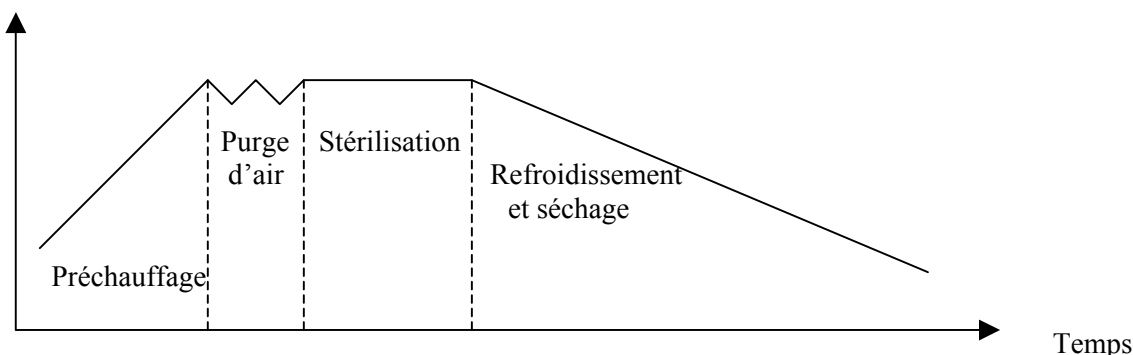 Purge
d’air
Stérilisation
Refroidissement
et séchage
Préchauffage
Temps